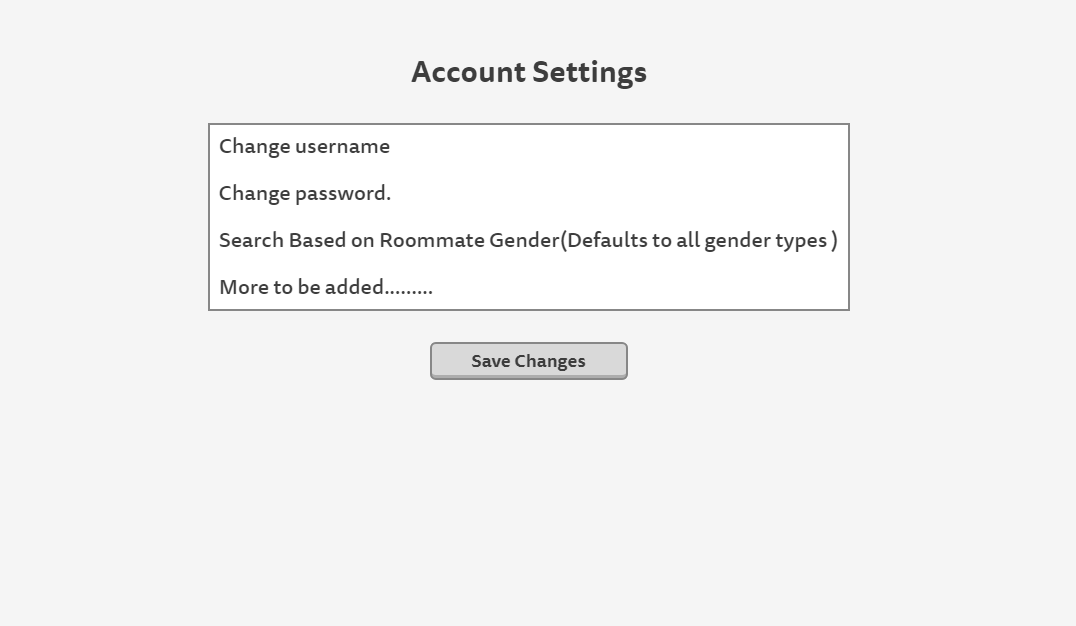 Account Settings
Change username
Change password.
Search Based on Roommate Gender(Defaults to all gender types )
More to be added.........
Save Changes